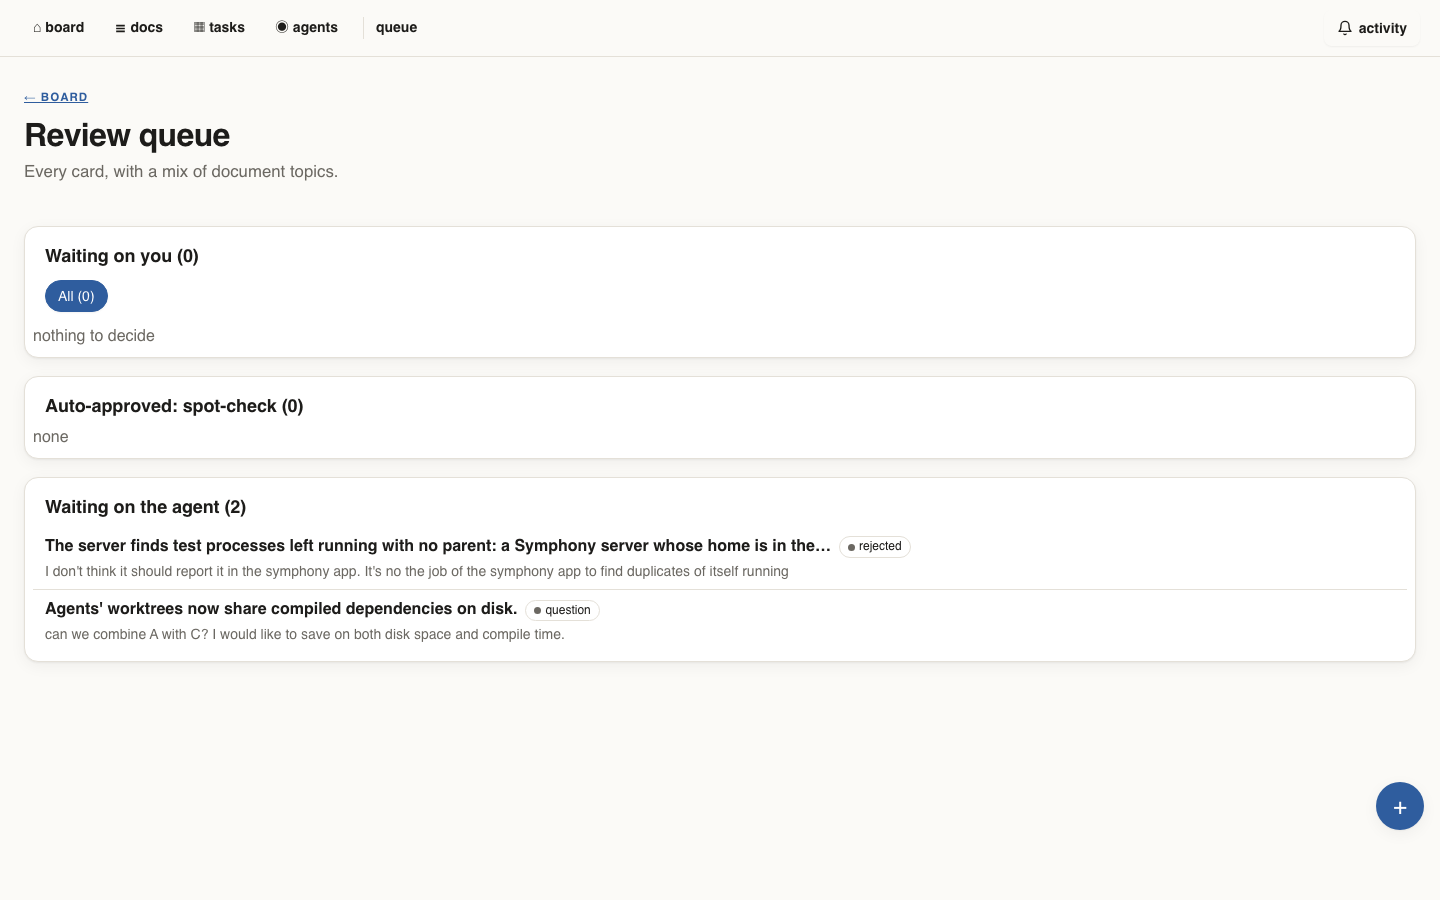 board
docs
tasks
agents
queue
activity
← BOARD
Review queue
Every card, with a mix of document topics.
Waiting on you (0)
All (0)
nothing to decide
Auto-approved: spot-check (0)
none
Waiting on the agent (2)
The server finds test processes left running with no parent: a Symphony server whose home is in the… rejected
I don't think it should report it in the symphony app. It's no the job of the symphony app to find duplicates of itself running
Agents' worktrees now share compiled dependencies on disk. question
can we combine A with C? I would like to save on both disk space and compile time.
+